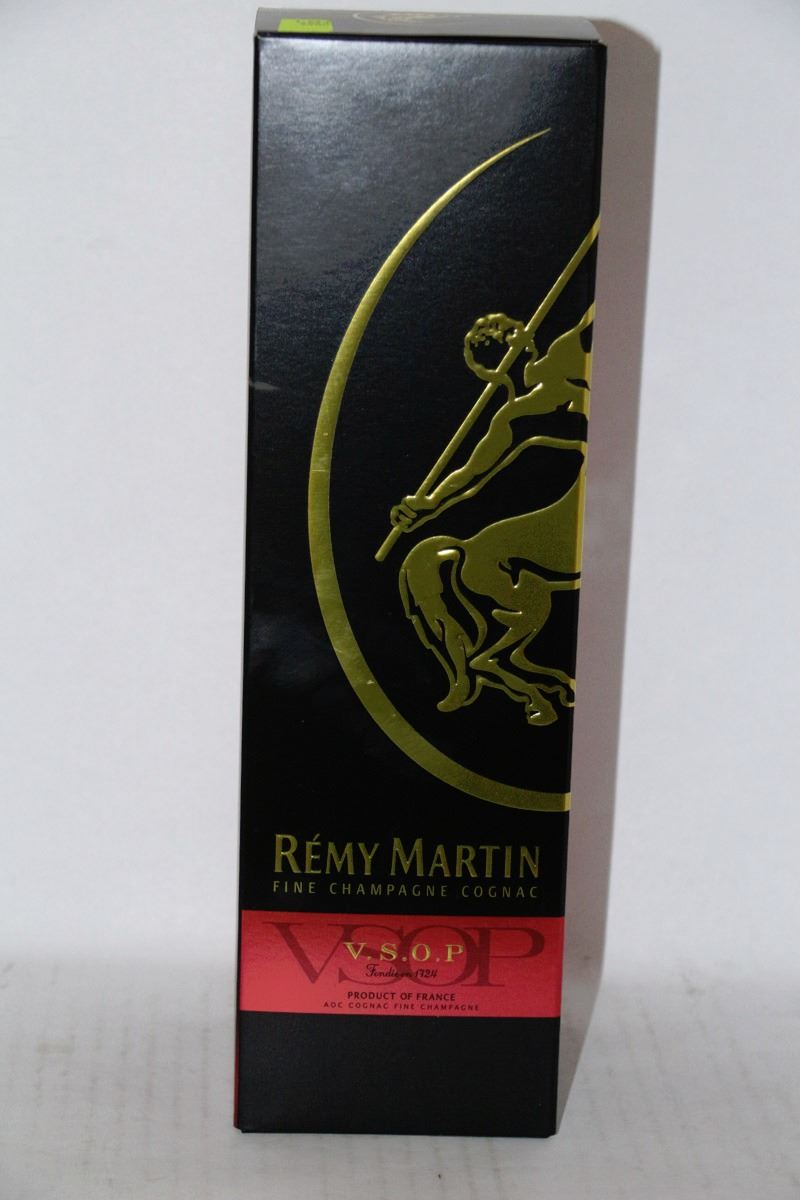 RÉMY MARTIN
FINE CHAMPAGNE COGNAC
VSOP
V.S.O.P
Fondée en 1724
PRODUCT OF FRANCE
AOC COGNAC FINE CHAMPAGNE